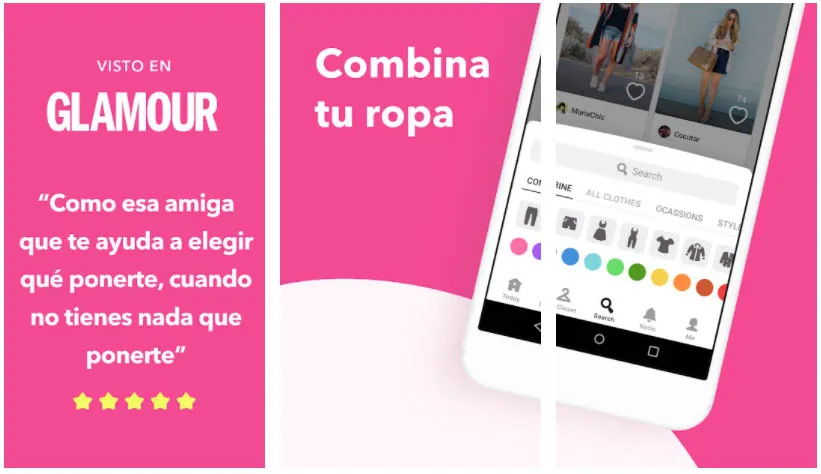 VISTO EN
GLAMOUR
“Como esa amiga
que te ayuda a elegir
qué ponerte, cuando
no tienes nada que
ponerte”
Combina
tu ropa
13
74
MariaChic
Cocutar
Search
COMBINE
ALL CLOTHES
OCASSIONS
STYL
Today
Closet
Search
Notis
Me